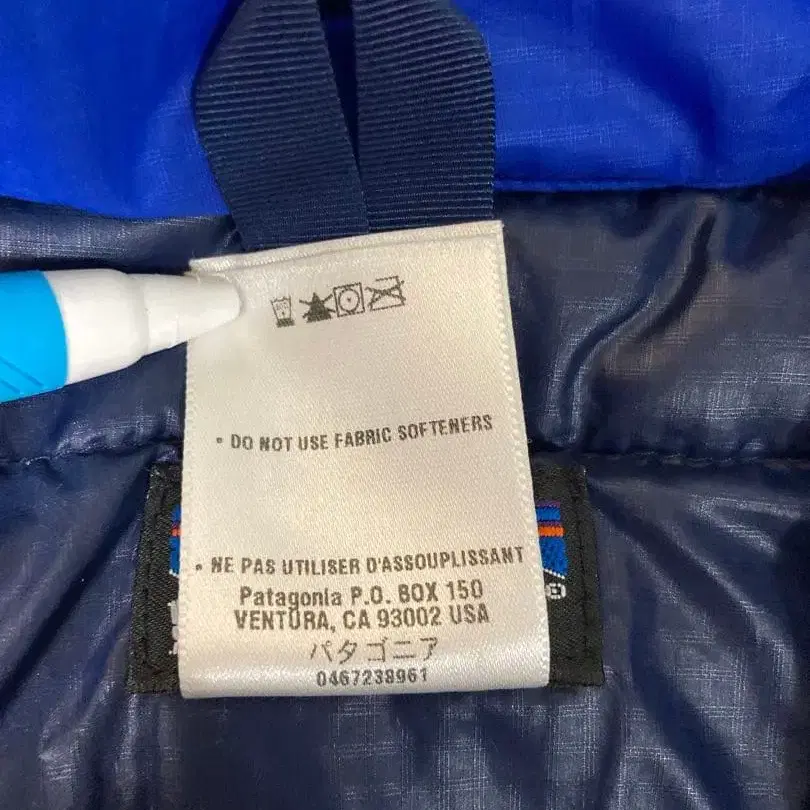 • DO NOT USE FABRIC SOFTENERS
• NE PAS UTILISER D'ASSOUPLISSANT
Patagonia P.O. BOX 150
VENTURA, CA 93002 USA
パタゴニア
0467239961